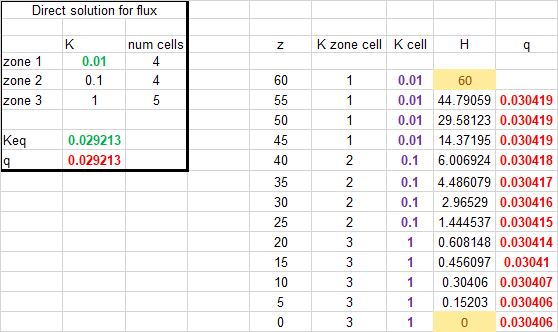 Direct solution for flux
K num cells
zone 1 0.01 4
zone 2 0.1 4
zone 3 1 5
Keq 0.029213
q 0.029213
z K zone cell K cell H q
60 1 0.01 60
55 1 0.01 44.79059 0.030419
50 1 0.01 29.58123 0.030419
45 1 0.01 14.37195 0.030419
40 2 0.1 6.006924 0.030418
35 2 0.1 4.486079 0.030417
30 2 0.1 2.96529 0.030416
25 2 0.1 1.444537 0.030415
20 3 1 0.608148 0.030414
15 3 1 0.456097 0.03041
10 3 1 0.30406 0.030407
5 3 1 0.15203 0.030406
0 3 1 0 0.030406